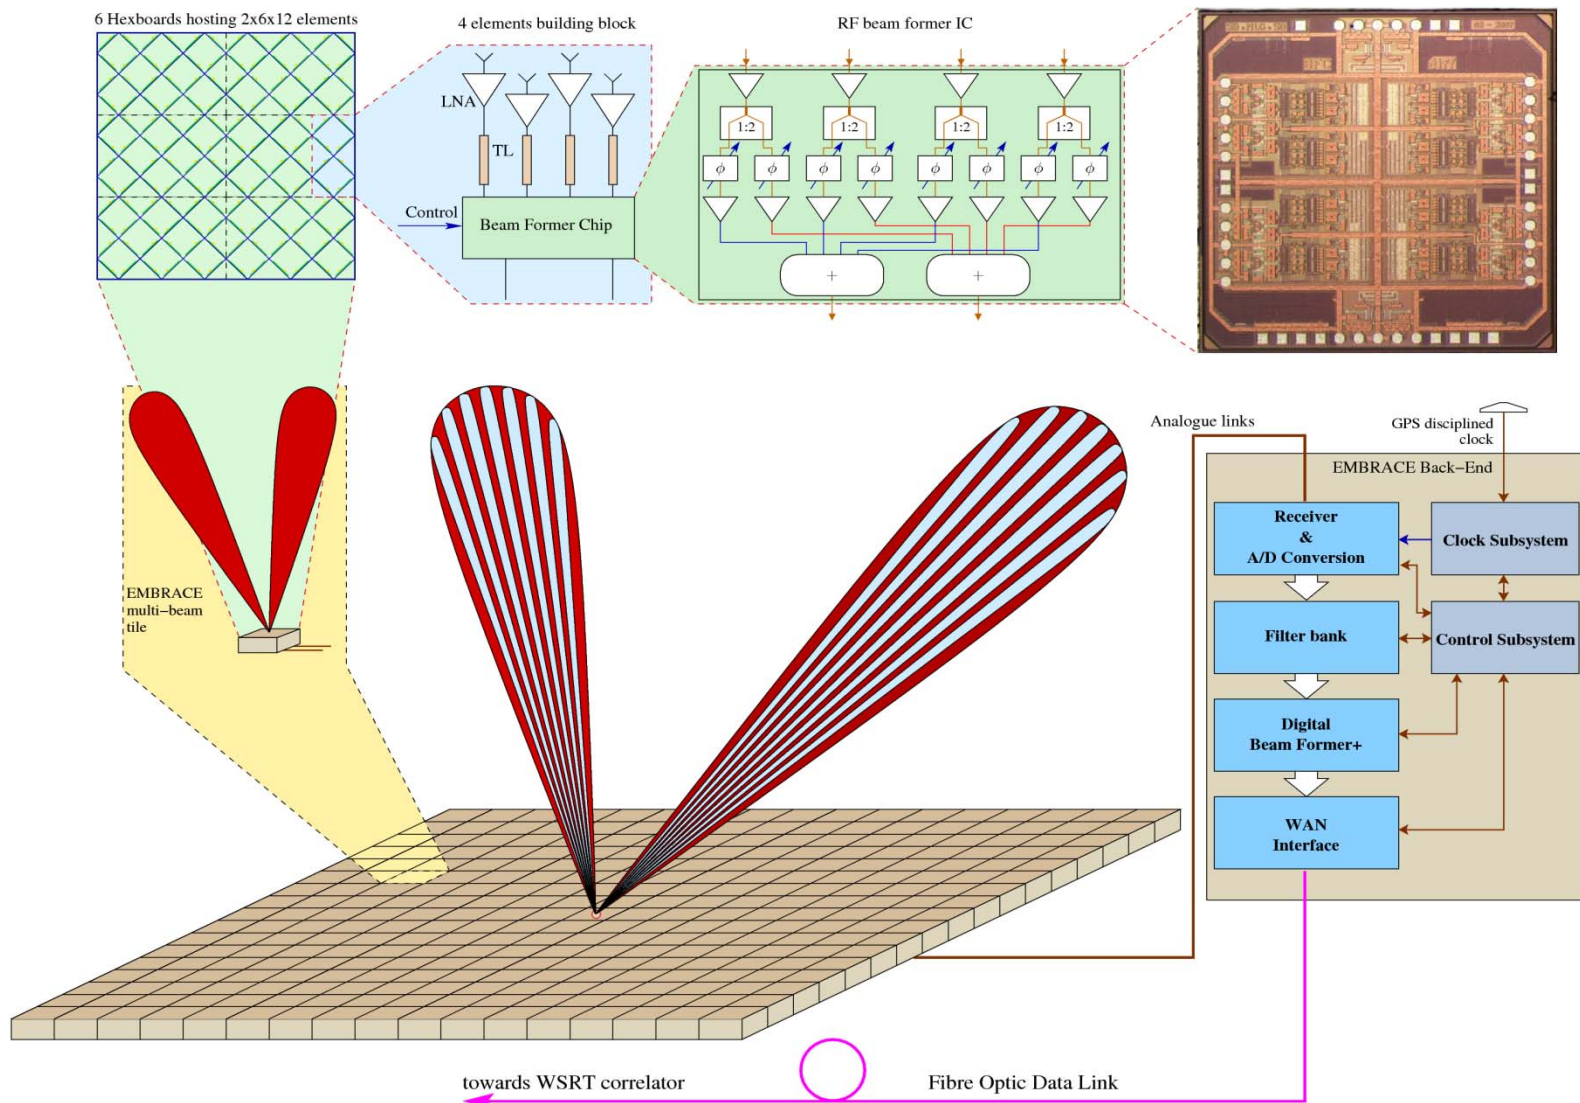 6 Hexboards hosting 2x6x12 elements
4 elements building block
RF beam former IC
LNA
TL
Control
Beam Former Chip
1:2
1:2
1:2
1:2
ϕ
ϕ
ϕ
ϕ
ϕ
ϕ
ϕ
ϕ
+
+
EMBRACE
multi−beam
tile
Analogue links
GPS disciplined
clock
EMBRACE Back−End
Receiver
&
A/D Conversion
Clock Subsystem
Filter bank
Control Subsystem
Digital
Beam Former+
WAN
Interface
towards WSRT correlator
Fibre Optic Data Link